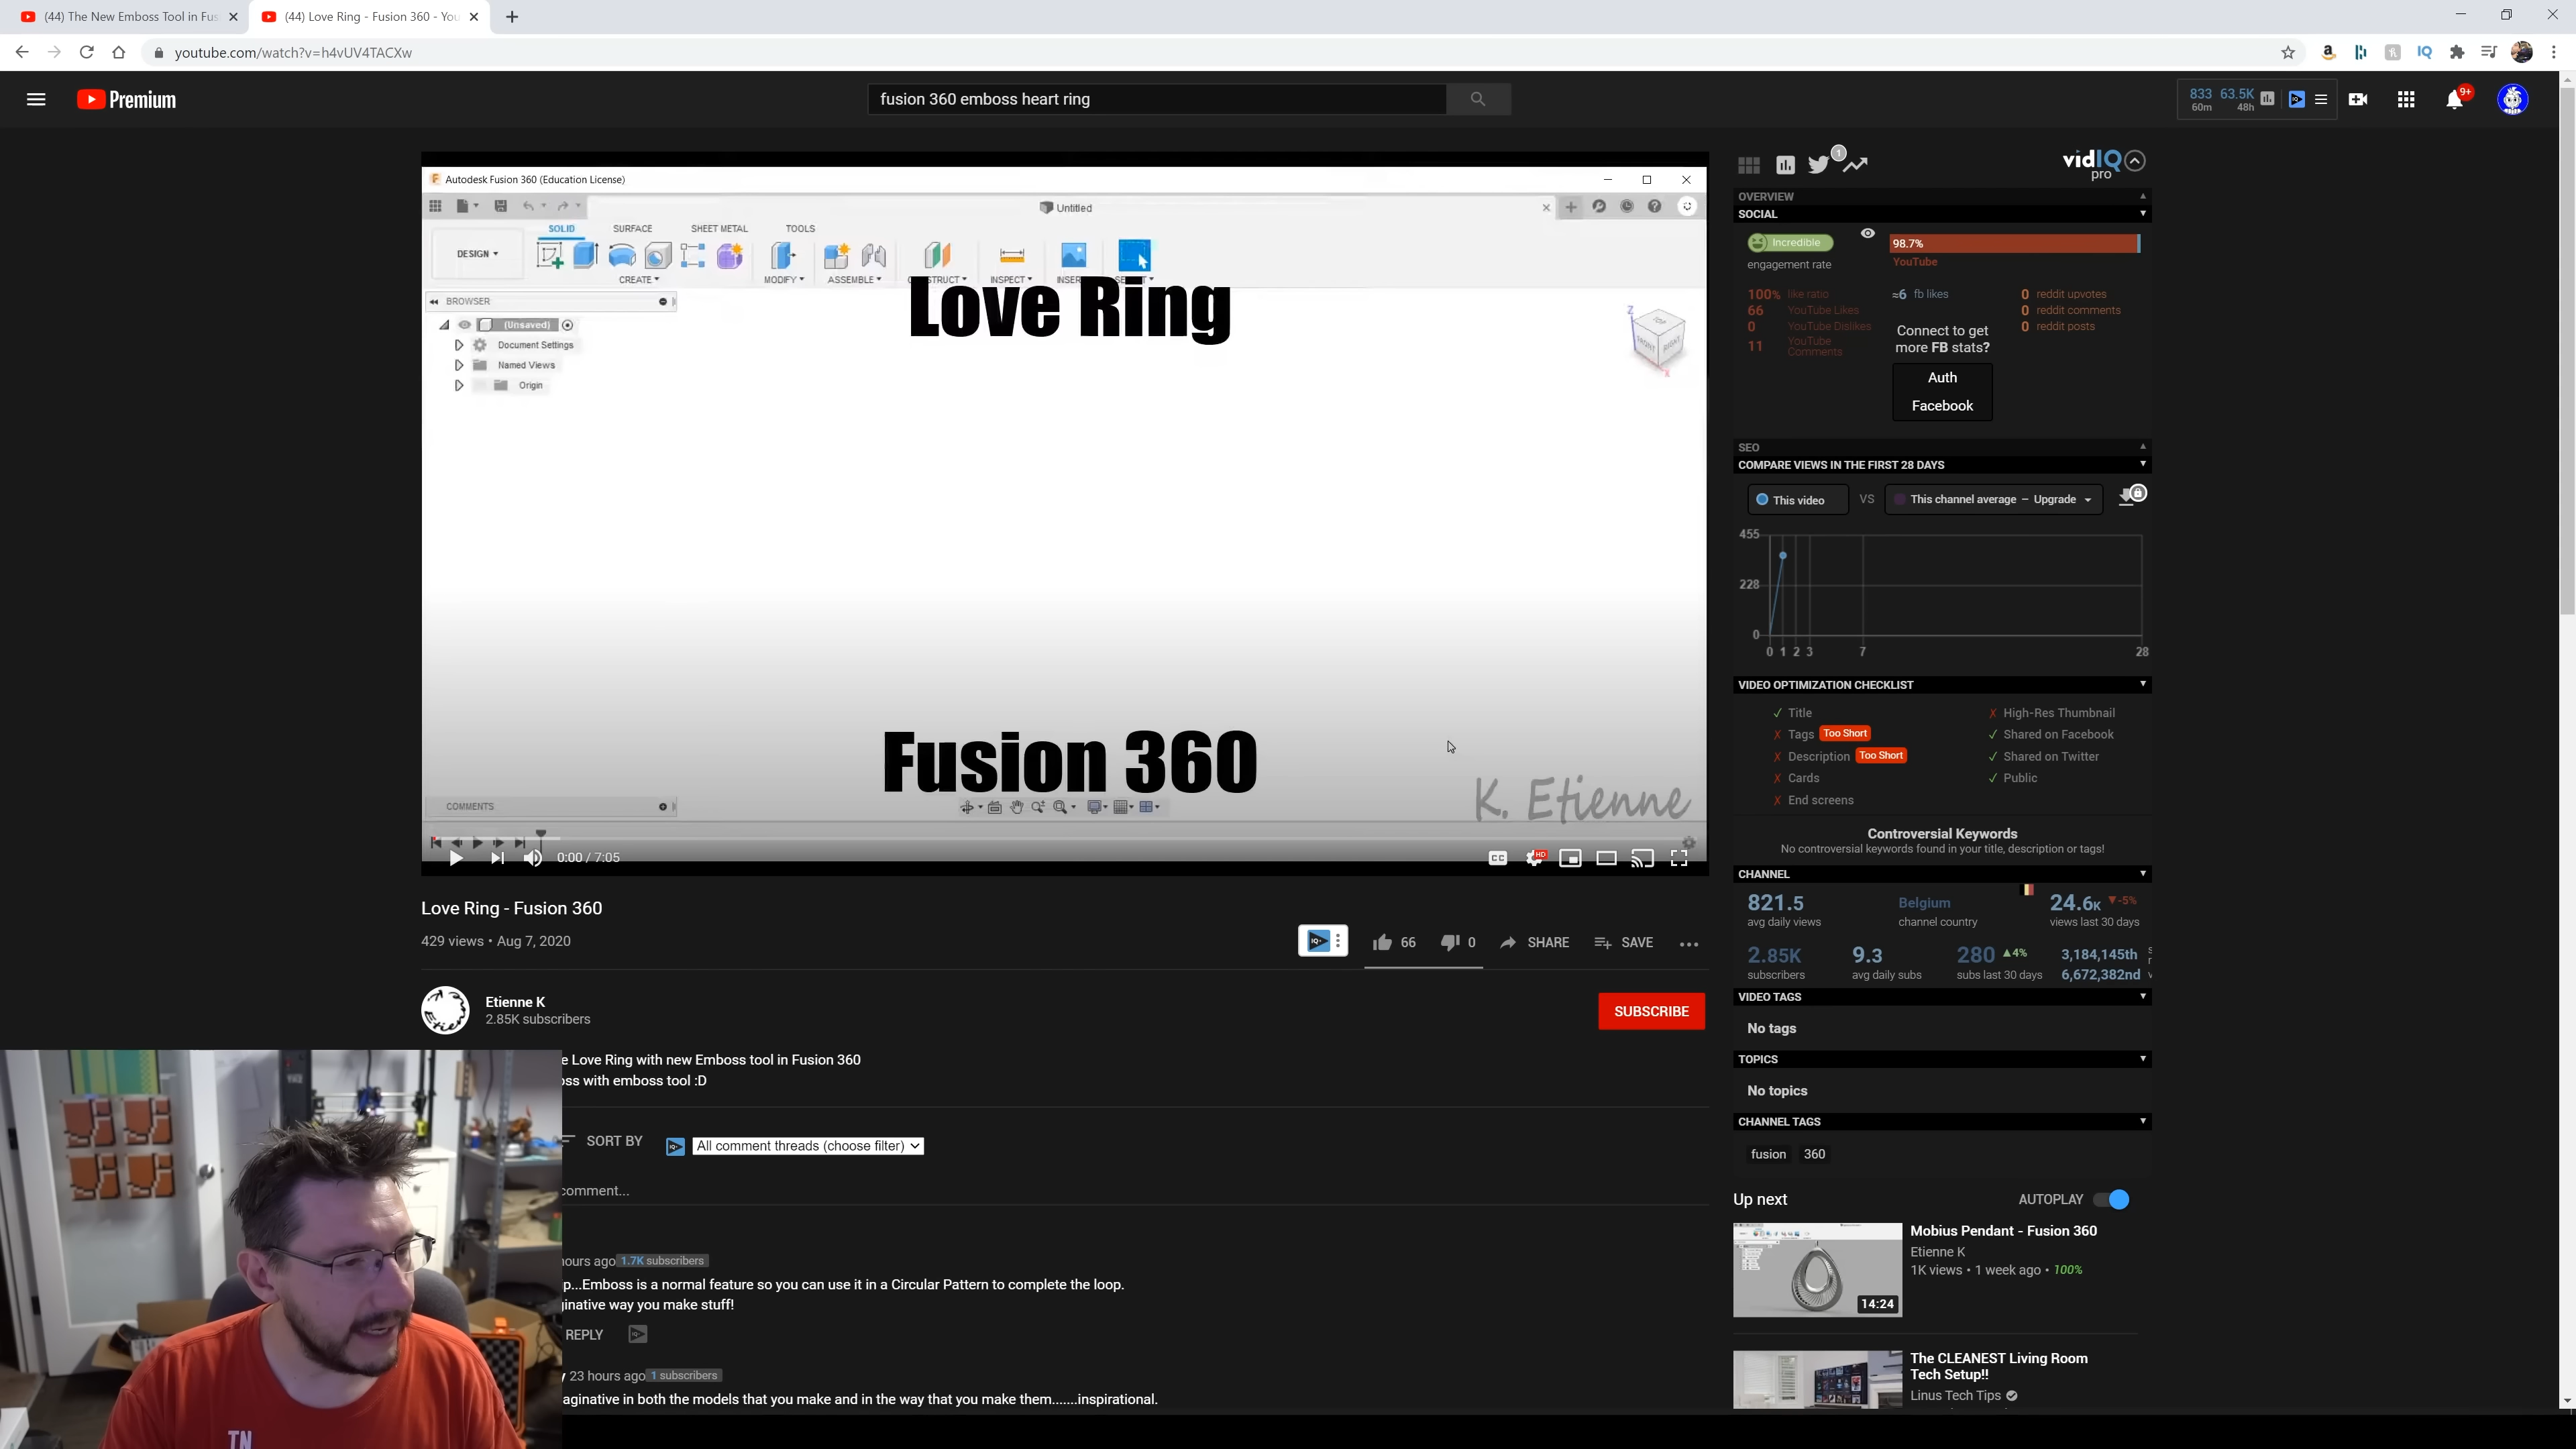 (44) The New Emboss Tool in Fus
(44) Love Ring - Fusion 360 - You
youtube.com/watch?v=h4vUV4TACXw
IQ
Premium
fusion 360 emboss heart ring
833 63.5K
60m 48h
9+
Autodesk Fusion 360 (Education License)
Untitled
SOLID SURFACE SHEET METAL TOOLS
DESIGN
CREATE MODIFY ASSEMBLE CONSTRUCT INSPECT INSER
BROWSER
(Unsaved)
Document Settings
Named Views
Origin
Z
TOP
FRONT RIGHT
X
Love Ring
Fusion 360
K. Etienne
COMMENTS
0:00 / 7:05
CC
HD
Love Ring - Fusion 360
429 views • Aug 7, 2020
IQ
66 0 SHARE SAVE
Etienne K
2.85K subscribers
SUBSCRIBE
e Love Ring with new Emboss tool in Fusion 360
oss with emboss tool :D
SORT BY
All comment threads (choose filter)
comment...
hours ago 1.7K subscribers
p...Emboss is a normal feature so you can use it in a Circular Pattern to complete the loop.
ginative way you make stuff!
REPLY
y 23 hours ago 1 subscribers
aginative in both the models that you make and in the way that you make them.......inspirational.
TN
1
vidIQ
pro
OVERVIEW
SOCIAL
Incredible
engagement rate
98.7%
YouTube
100% like ratio
66 YouTube Likes
0 YouTube Dislikes
11 YouTube Comments
≈6 fb likes
Connect to get
more FB stats?
Auth
Facebook
0 reddit upvotes
0 reddit comments
0 reddit posts
SEO
COMPARE VIEWS IN THE FIRST 28 DAYS
This video VS This channel average – Upgrade
455
228
0
0 1 2 3 7 28
VIDEO OPTIMIZATION CHECKLIST
✓ Title
✗ Tags Too Short
✗ Description Too Short
✗ Cards
✗ End screens
✗ High-Res Thumbnail
✓ Shared on Facebook
✓ Shared on Twitter
✓ Public
Controversial Keywords
No controversial keywords found in your title, description or tags!
CHANNEL
821.5
avg daily views
Belgium
channel country
24.6K ▼-5%
views last 30 days
2.85K
subscribers
9.3
avg daily subs
280 ▲4%
subs last 30 days
3,184,145th
6,672,382nd
VIDEO TAGS
No tags
TOPICS
No topics
CHANNEL TAGS
fusion 360
Up next
AUTOPLAY
14:24
Mobius Pendant - Fusion 360
Etienne K
1K views • 1 week ago • 100%
The CLEANEST Living Room
Tech Setup!!
Linus Tech Tips